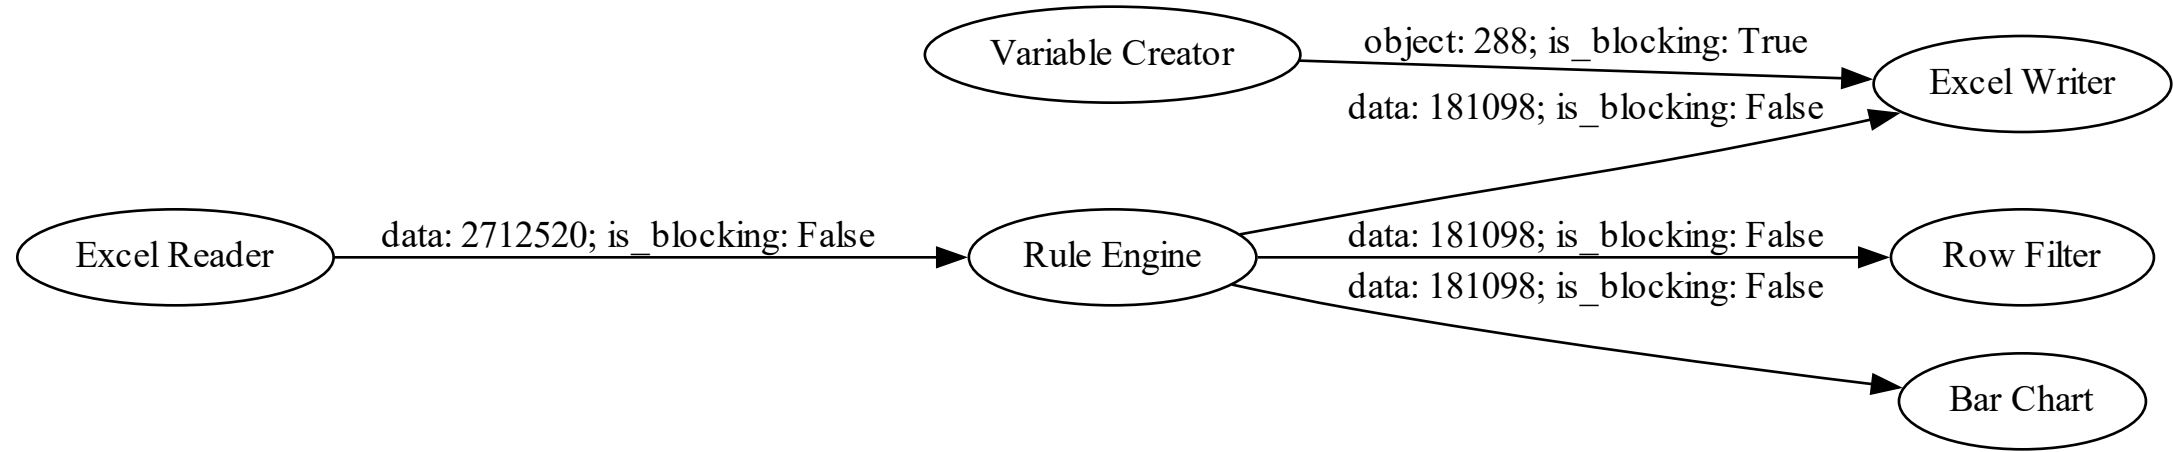 Variable Creator
object: 288; is_blocking: True
Excel Writer
data: 181098; is_blocking: False
Excel Reader
data: 2712520; is_blocking: False
Rule Engine
data: 181098; is_blocking: False
Row Filter
data: 181098; is_blocking: False
Bar Chart